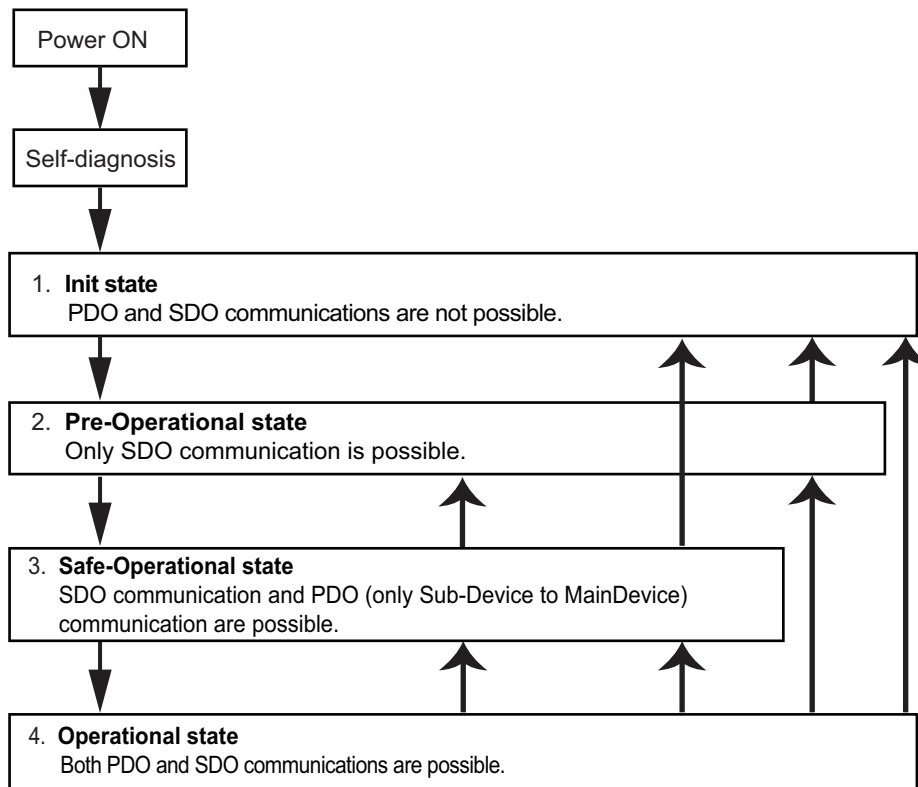 Power ON
Self-diagnosis
1. Init state
PDO and SDO communications are not possible.
2. Pre-Operational state
Only SDO communication is possible.
3. Safe-Operational state
SDO communication and PDO (only Sub-Device to MainDevice)
communication are possible.
4. Operational state
Both PDO and SDO communications are possible.